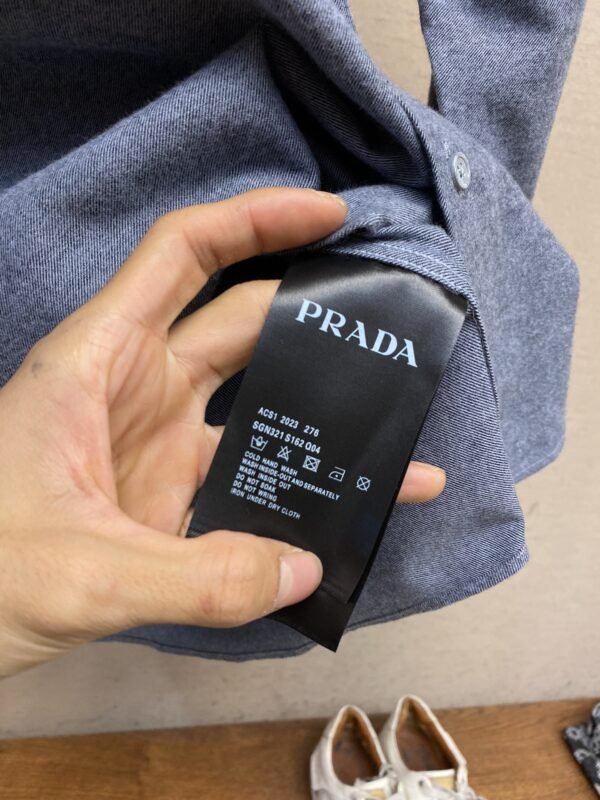 PRADA
ACS1 2023 276
SGN321 S162 Q04
COLD HAND WASH
WASH INSIDE-OUT AND SEPARATELY
WASH INSIDE OUT
DO NOT SOAK
DO NOT WRING
IRON UNDER DRY CLOTH